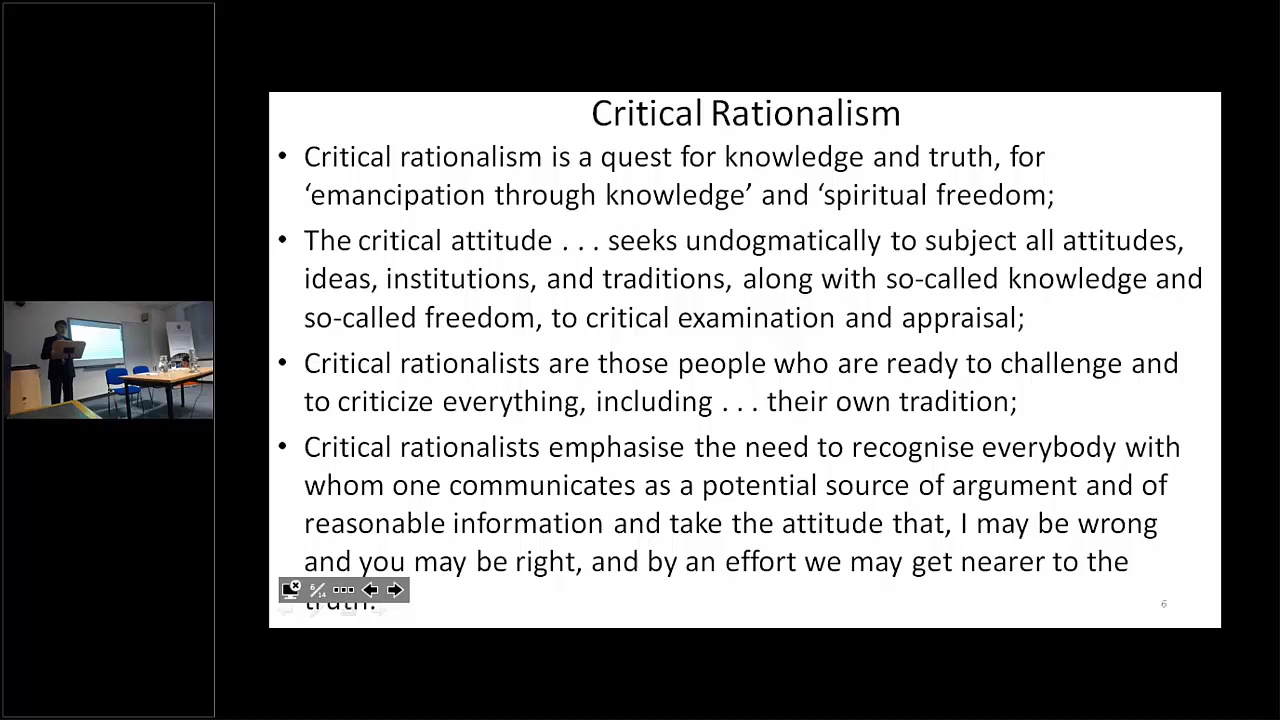 Critical Rationalism
• Critical rationalism is a quest for knowledge and truth, for
‘emancipation through knowledge’ and ‘spiritual freedom;
• The critical attitude . . . seeks undogmatically to subject all attitudes,
ideas, institutions, and traditions, along with so-called knowledge and
so-called freedom, to critical examination and appraisal;
• Critical rationalists are those people who are ready to challenge and
to criticize everything, including . . . their own tradition;
• Critical rationalists emphasise the need to recognise everybody with
whom one communicates as a potential source of argument and of
reasonable information and take the attitude that, I may be wrong
and you may be right, and by an effort we may get nearer to the
truth.
6/14
6